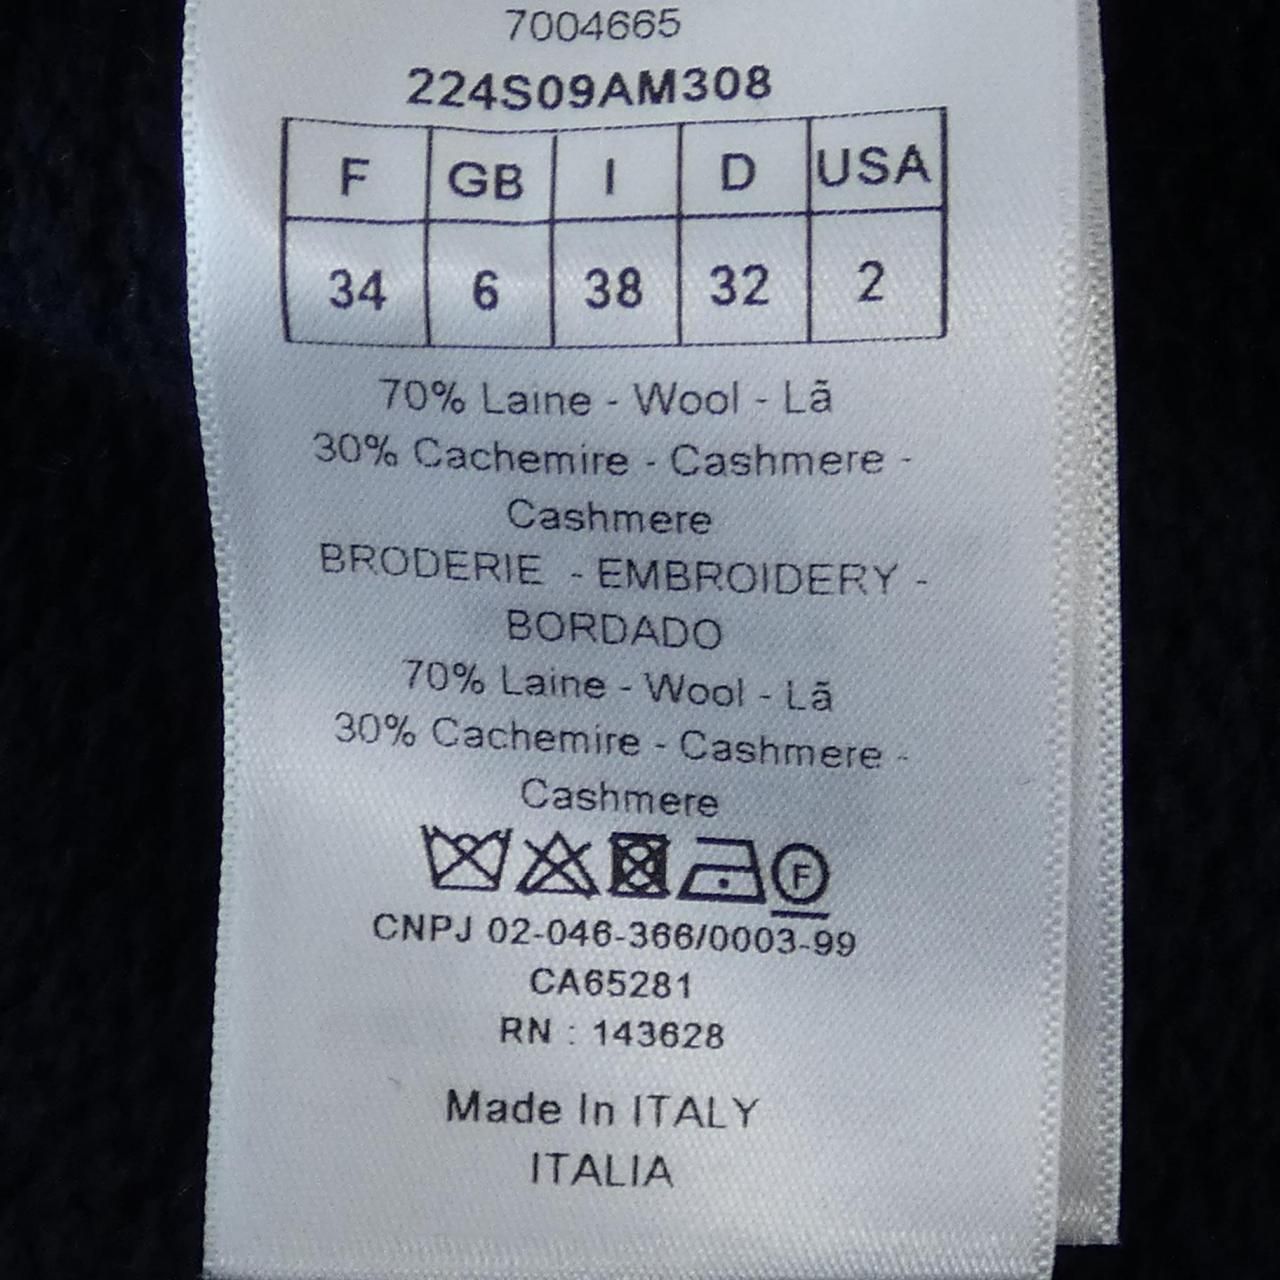 7004665
224S09AM308
F GB I D USA
34 6 38 32 2
70% Laine - Wool - Lã
30% Cachemire - Cashmere -
Cashmere
BRODERIE - EMBROIDERY -
BORDADO
70% Laine - Wool - Lã
30% Cachemire - Cashmere -
Cashmere
F
CNPJ 02-046-366/0003-99
CA65281
RN : 143628
Made In ITALY
ITALIA